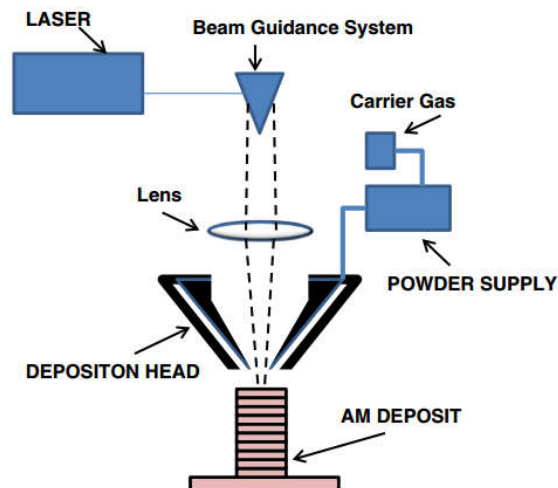 LASER
Beam Guidance System
Carrier Gas
Lens
POWDER SUPPLY
DEPOSITON HEAD
AM DEPOSIT